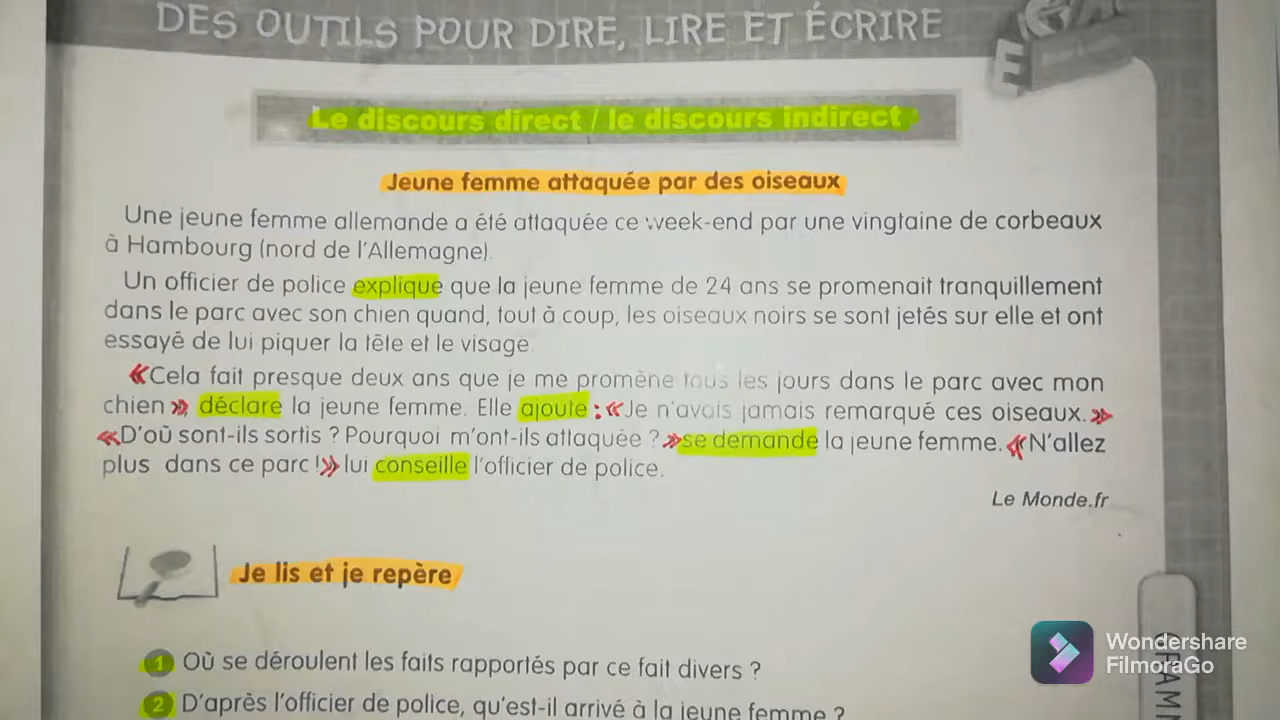 DES OUTILS POUR DIRE, LIRE ET ÉCRIRE
E
Le discours direct / le discours indirect
Jeune femme attaquée par des oiseaux
Une jeune femme allemande a été attaquée ce week-end par une vingtaine de corbeaux
à Hambourg (nord de l'Allemagne).
Un officier de police explique que la jeune femme de 24 ans se promenait tranquillement
dans le parc avec son chien quand, tout à coup, les oiseaux noirs se sont jetés sur elle et ont
essayé de lui piquer la tête et le visage.
«Cela fait presque deux ans que je me promène tous les jours dans le parc avec mon
chien» déclare la jeune femme. Elle ajoute :«Je n'avais jamais remarqué ces oiseaux.»
«D'où sont-ils sortis ? Pourquoi m'ont-ils attaquée ?»se demande la jeune femme. «N'allez
plus dans ce parc !» lui conseille l'officier de police.
Le Monde.fr
Je lis et je repère
1 Où se déroulent les faits rapportés par ce fait divers ?
2 D'après l'officier de police, qu'est-il arrivé à la jeune femme ?
Wondershare
FilmoraGo